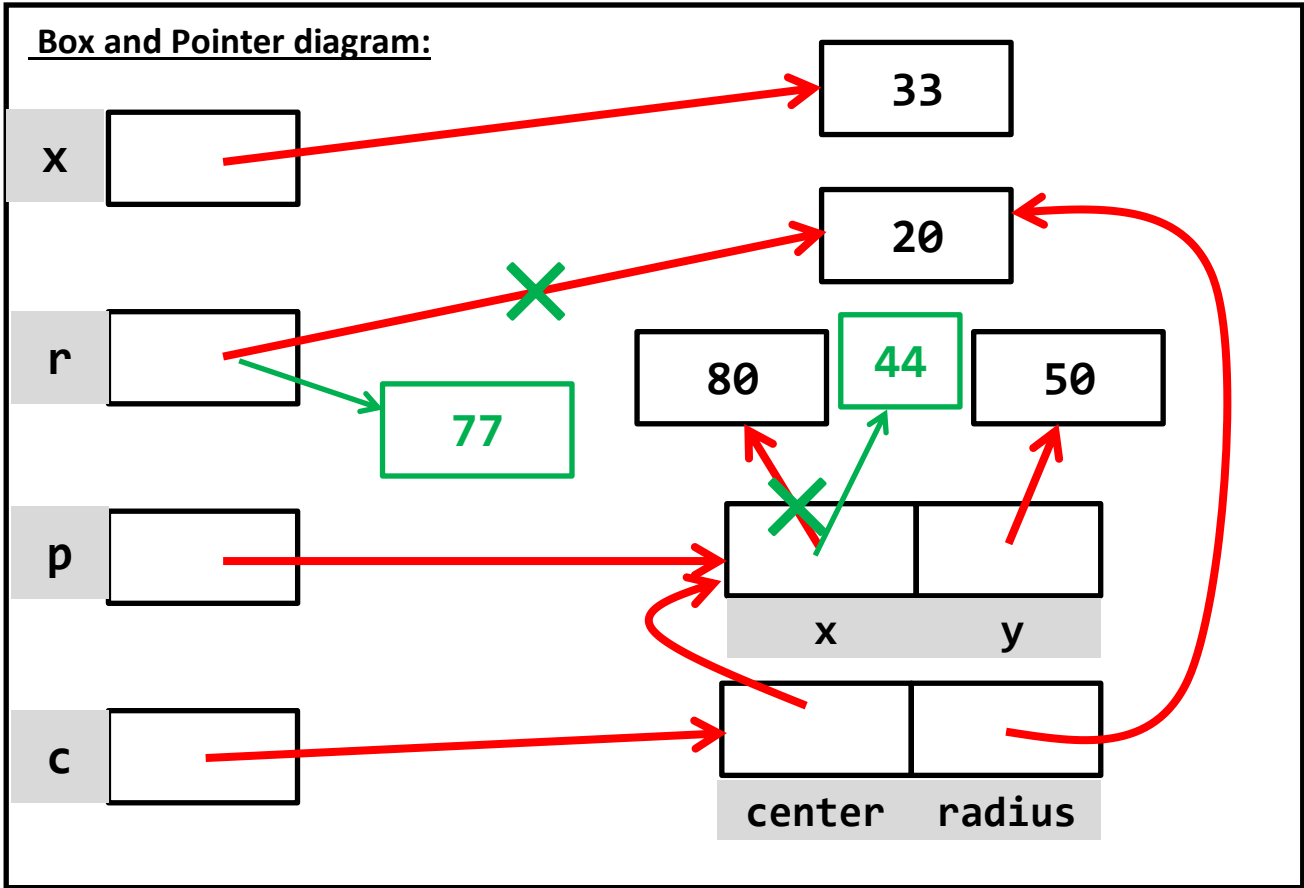 Box and Pointer diagram:
33
x
20
r
80
44
50
77
p
x y
c
center radius